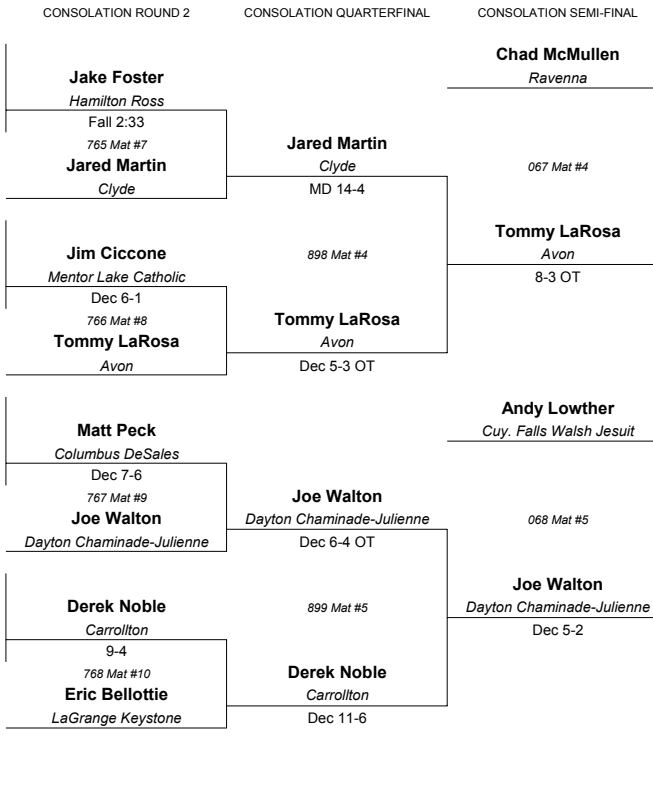 CONSOLATION ROUND 2
CONSOLATION QUARTERFINAL
CONSOLATION SEMI-FINAL
Chad McMullen
Ravenna
Jake Foster
Hamilton Ross
Fall 2:33
765 Mat #7
Jared Martin
Clyde
Jared Martin
Clyde
MD 14-4
067 Mat #4
Tommy LaRosa
Avon
8-3 OT
Jim Ciccone
Mentor Lake Catholic
Dec 6-1
766 Mat #8
Tommy LaRosa
Avon
898 Mat #4
Tommy LaRosa
Avon
Dec 5-3 OT
Andy Lowther
Cuy. Falls Walsh Jesuit
Matt Peck
Columbus DeSales
Dec 7-6
767 Mat #9
Joe Walton
Dayton Chaminade-Julienne
Joe Walton
Dayton Chaminade-Julienne
Dec 6-4 OT
068 Mat #5
Joe Walton
Dayton Chaminade-Julienne
Dec 5-2
Derek Noble
Carrollton
9-4
768 Mat #10
Eric Bellottie
LaGrange Keystone
899 Mat #5
Derek Noble
Carrollton
Dec 11-6